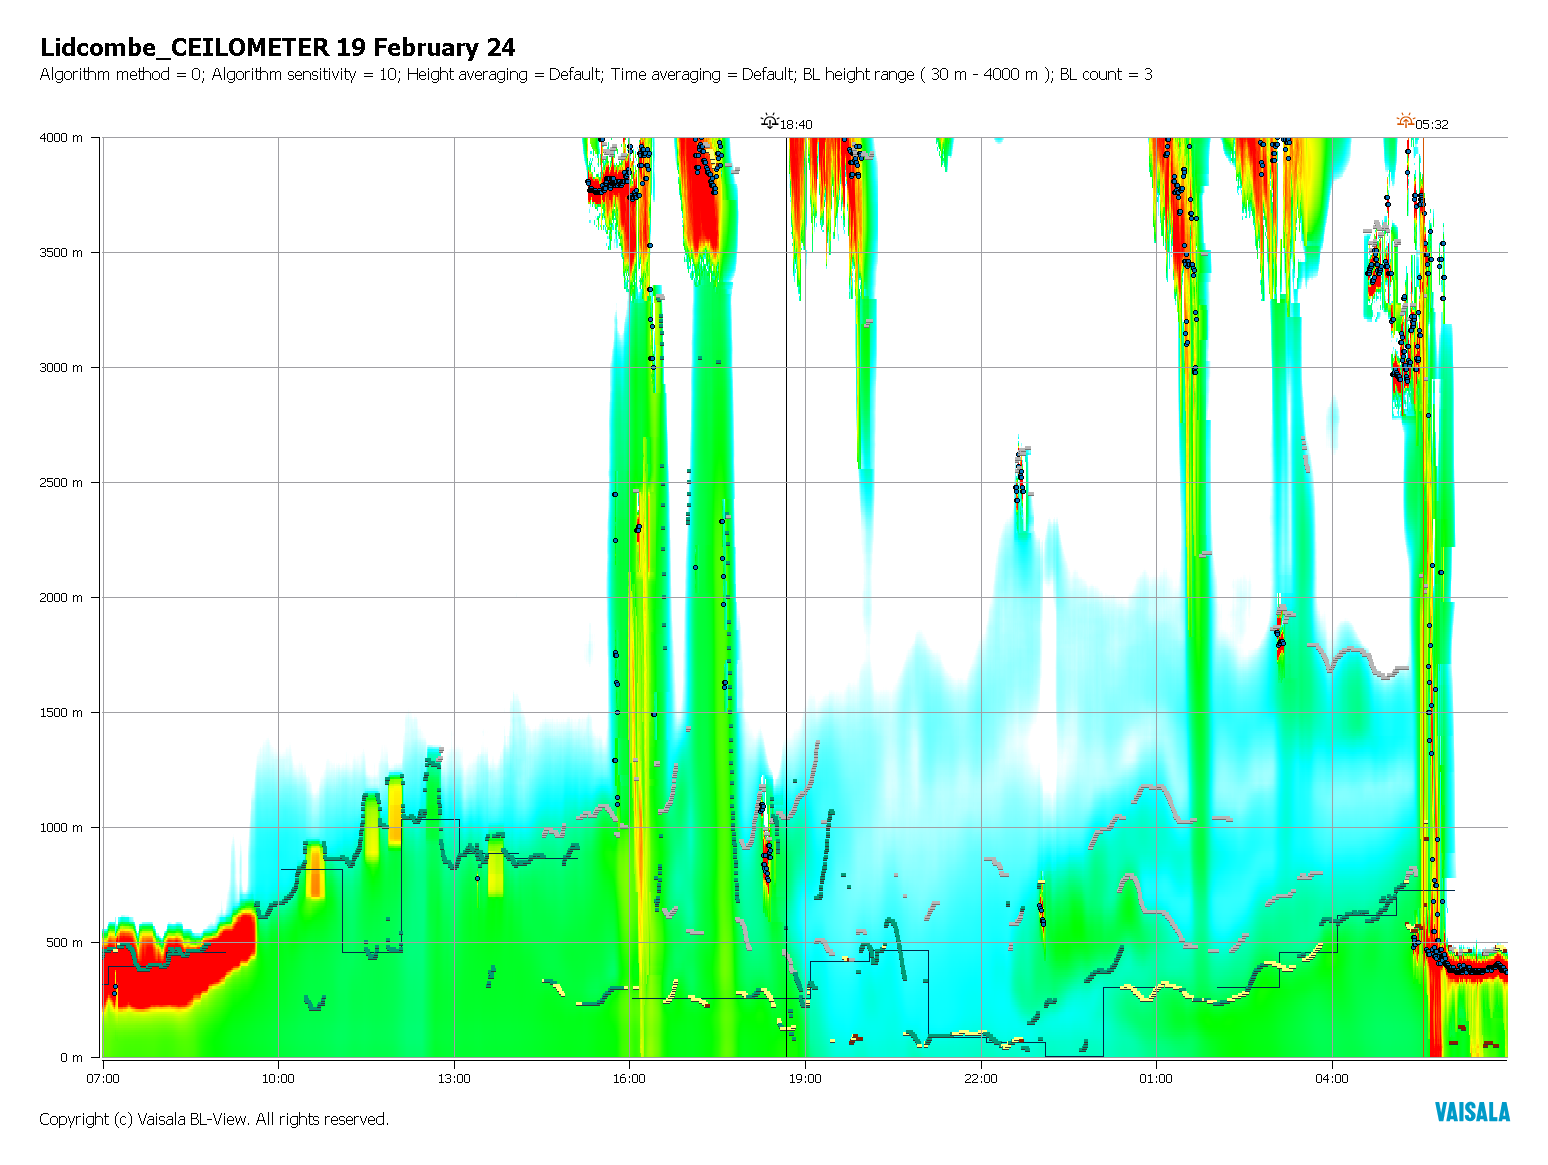 Lidcombe_CEILOMETER 19 February 24
Algorithm method = 0; Algorithm sensitivity = 10; Height averaging = Default; Time averaging = Default; BL height range ( 30 m - 4000 m ); BL count = 3
18:40
05:32
4000 m
3500 m
3000 m
2500 m
2000 m
1500 m
1000 m
500 m
0 m
07:00
10:00
13:00
16:00
19:00
22:00
01:00
04:00
Copyright (c) Vaisala BL-View. All rights reserved.
VAISALA